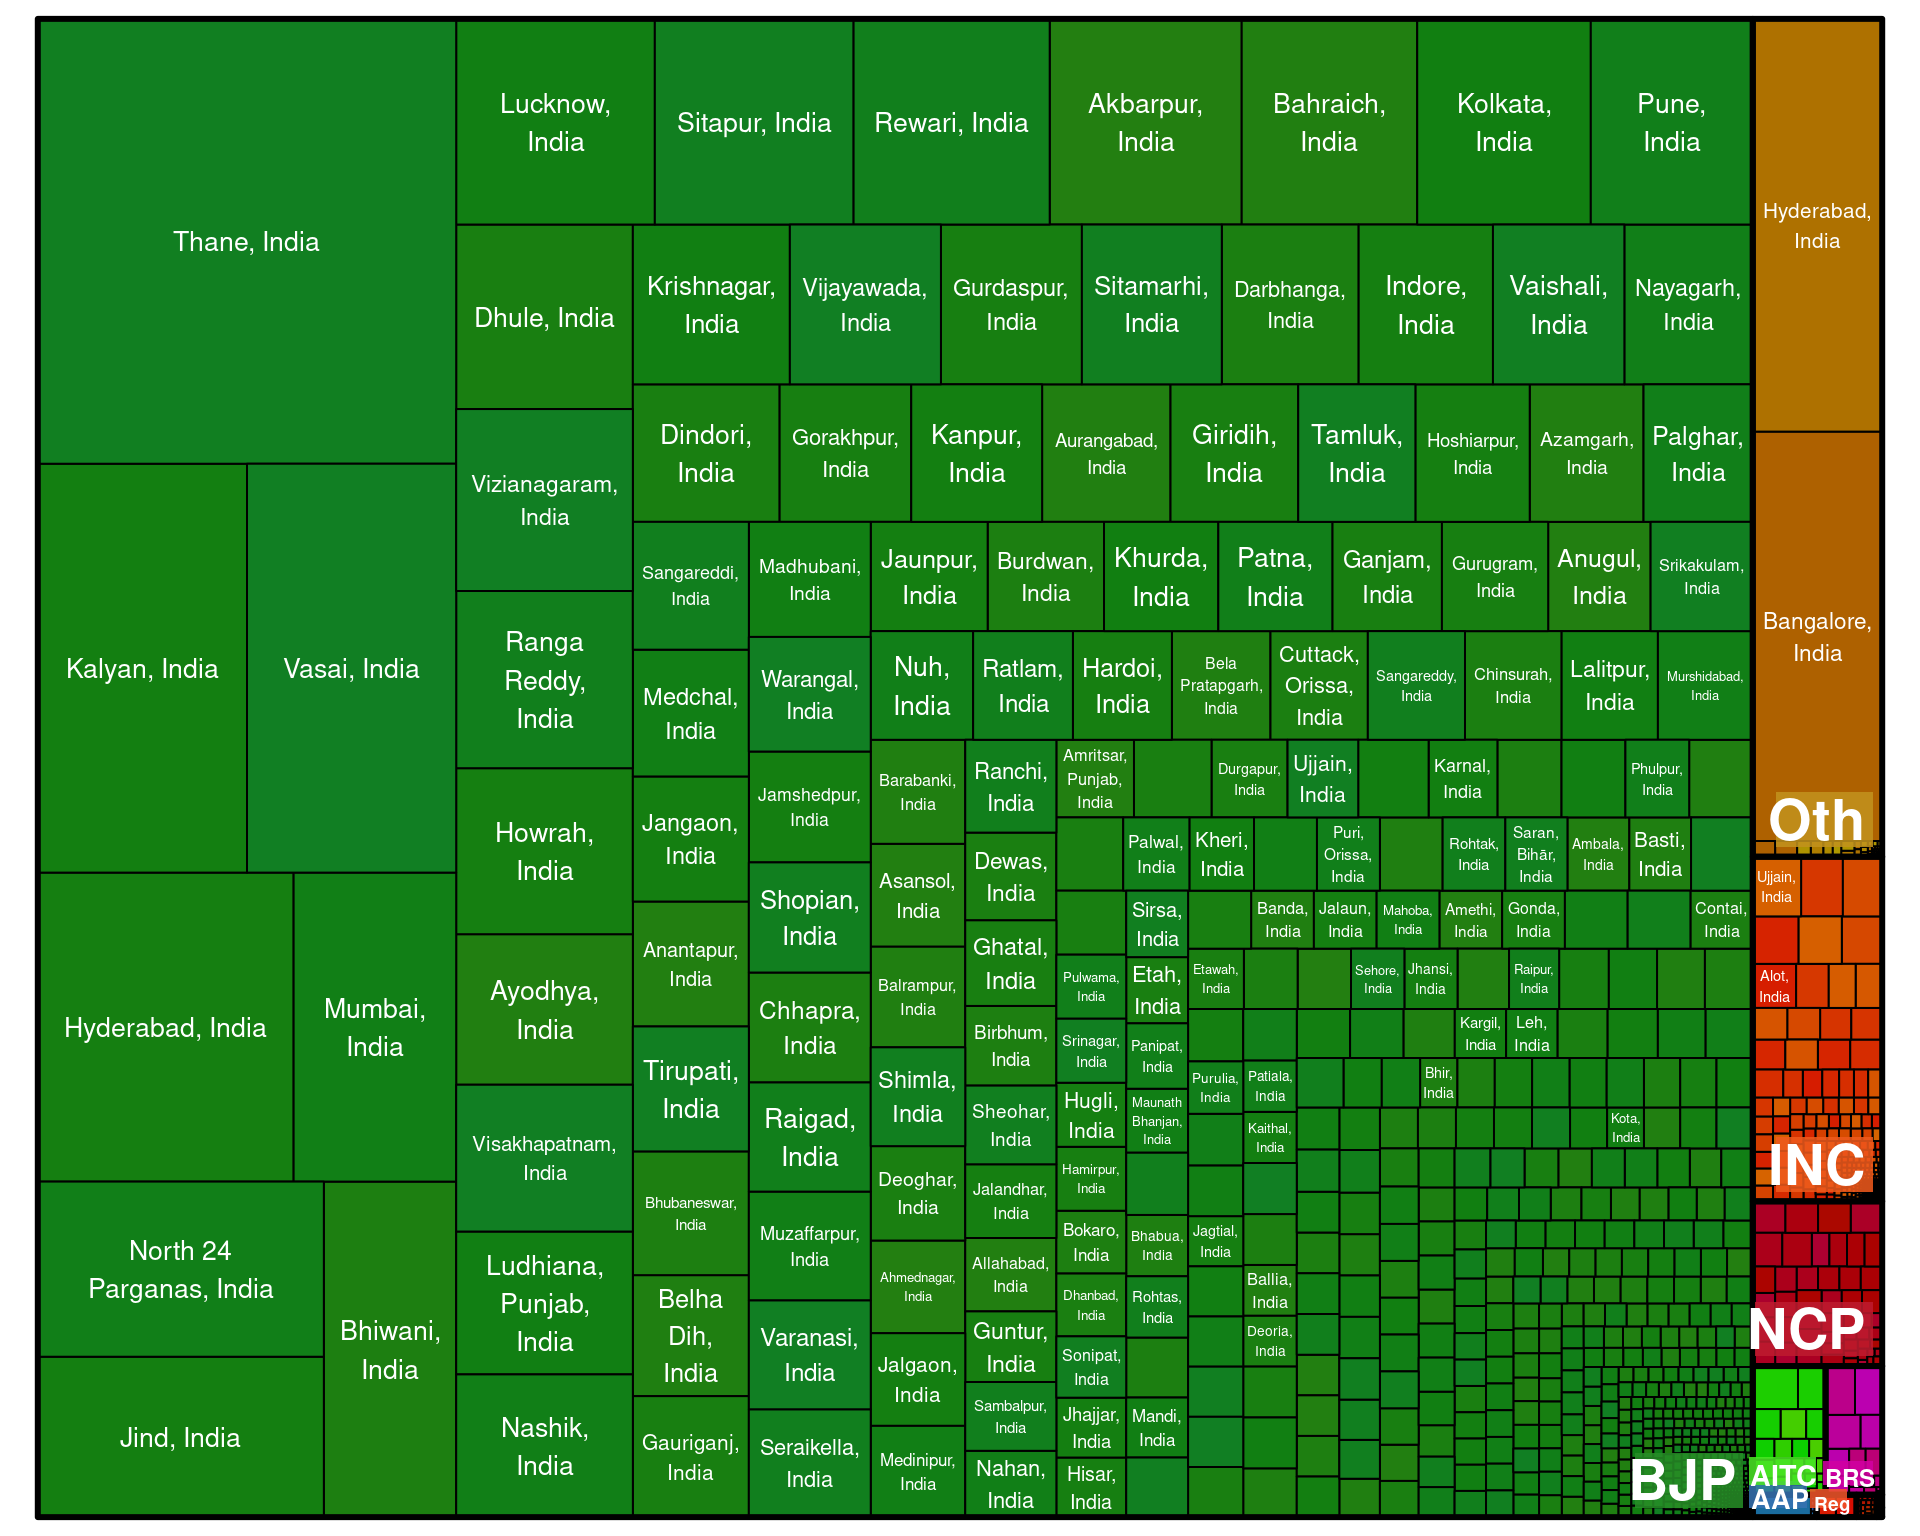 Thane, India
Kalyan, India
Vasai, India
Hyderabad, India
Mumbai,
India
North 24
Parganas, India
Jind, India
Bhiwani,
India
Lucknow,
India
Sitapur, India
Rewari, India
Akbarpur,
India
Bahraich,
India
Kolkata,
India
Pune,
India
Dhule, India
Vizianagaram,
India
Ranga
Reddy,
India
Howrah,
India
Ayodhya,
India
Visakhapatnam,
India
Ludhiana,
Punjab,
India
Nashik,
India
Krishnagar,
India
Vijayawada,
India
Gurdaspur,
India
Sitamarhi,
India
Darbhanga,
India
Indore,
India
Vaishali,
India
Nayagarh,
India
Dindori,
India
Gorakhpur,
India
Kanpur,
India
Aurangabad,
India
Giridih,
India
Tamluk,
India
Hoshiarpur,
India
Azamgarh,
India
Palghar,
India
Sangareddi,
India
Medchal,
India
Jangaon,
India
Anantapur,
India
Tirupati,
India
Bhubaneswar,
India
Belha
Dih,
India
Gauriganj,
India
Madhubani,
India
Warangal,
India
Jamshedpur,
India
Shopian,
India
Chhapra,
India
Raigad,
India
Muzaffarpur,
India
Varanasi,
India
Seraikella,
India
Jaunpur,
India
Burdwan,
India
Khurda,
India
Patna,
India
Ganjam,
India
Gurugram,
India
Anugul,
India
Srikakulam,
India
Nuh,
India
Ratlam,
India
Hardoi,
India
Bela
Pratapgarh,
India
Cuttack,
Orissa,
India
Sangareddy,
India
Chinsurah,
India
Lalitpur,
India
Murshidabad,
India
Barabanki,
India
Asansol,
India
Balrampur,
India
Shimla,
India
Deoghar,
India
Ahmednagar,
India
Jalgaon,
India
Medinipur,
India
Ranchi,
India
Dewas,
India
Ghatal,
India
Birbhum,
India
Sheohar,
India
Jalandhar,
India
Allahabad,
India
Guntur,
India
Sambalpur,
India
Nahan,
India
Amritsar,
Punjab,
India
Durgapur,
India
Ujjain,
India
Karnal,
India
Phulpur,
India
Palwal,
India
Kheri,
India
Puri,
Orissa,
India
Rohtak,
India
Saran,
Bihār,
India
Ambala,
India
Basti,
India
Pulwama,
India
Srinagar,
India
Hugli,
India
Hamirpur,
India
Bokaro,
India
Dhanbad,
India
Sonipat,
India
Jhajjar,
India
Hisar,
India
Sirsa,
India
Etah,
India
Panipat,
India
Maunath
Bhanjan,
India
Bhabua,
India
Rohtas,
India
Mandi,
India
Banda,
India
Jalaun,
India
Mahoba,
India
Amethi,
India
Gonda,
India
Contai,
India
Etawah,
India
Sehore,
India
Jhansi,
India
Raipur,
India
Kargil,
India
Leh,
India
Purulia,
India
Patiala,
India
Bhir,
India
Kaithal,
India
Kota,
India
Jagtial,
India
Ballia,
India
Deoria,
India
BJP
Hyderabad,
India
Bangalore,
India
Oth
Ujjain,
India
Alot,
India
INC
NCP
AITC
BRS
AAP
Reg